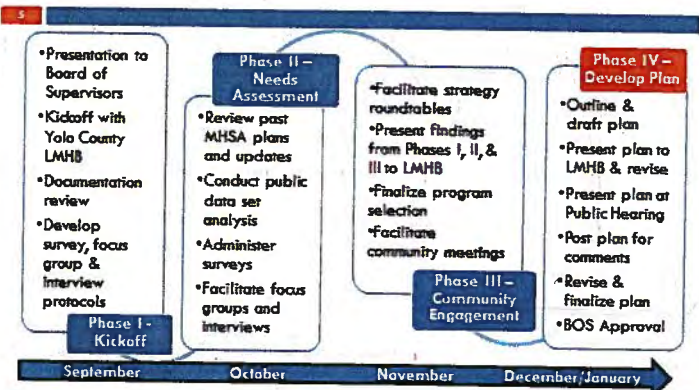 5
•Presentation to
Board of
Supervisors
•Kickoff with
Yolo County
LMHB
•Documentation
review
•Develop
survey, focus
group &
interview
protocols
Phase I -
Kickoff
Phase II –
Needs
Assessment
•Review past
MHSA plans
and updates
•Conduct public
data set
analysis
•Administer
surveys
•Facilitate focus
groups and
interviews
•Facilitate strategy
roundtables
•Present findings
from Phases I, II, &
III to LMHB
•Finalize program
selection
•Facilitate
community meetings
Phase III –
Community
Engagement
Phase IV –
Develop Plan
•Outline &
draft plan
•Present plan to
LMHB & revise
•Present plan at
Public Hearing
•Post plan for
comments
•Revise &
finalize plan
•BOS Approval
September
October
November
December/January